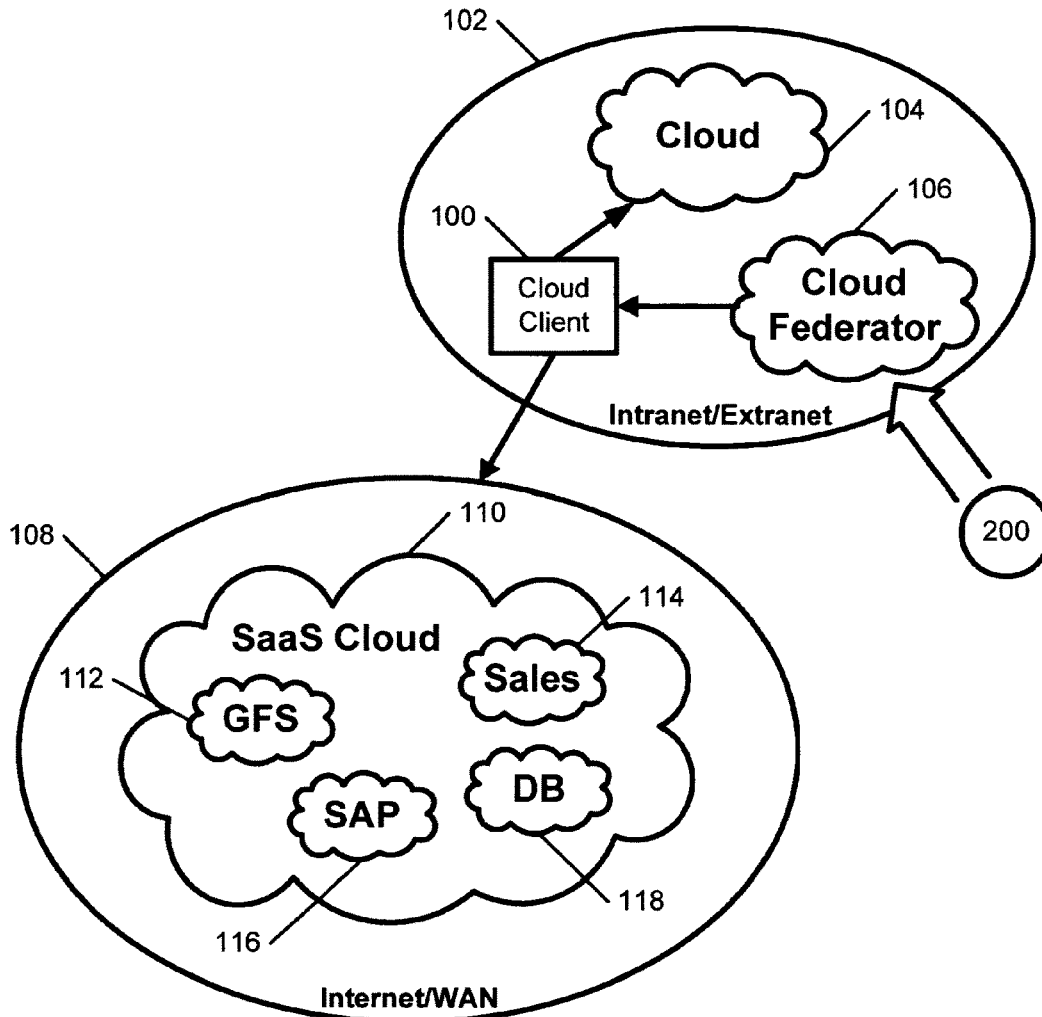 102
Cloud
104
106
100
Cloud
Client
Cloud
Federator
Intranet/Extranet
200
108
110
SaaS Cloud
114
Sales
112
GFS
SAP
DB
116
118
Internet/WAN